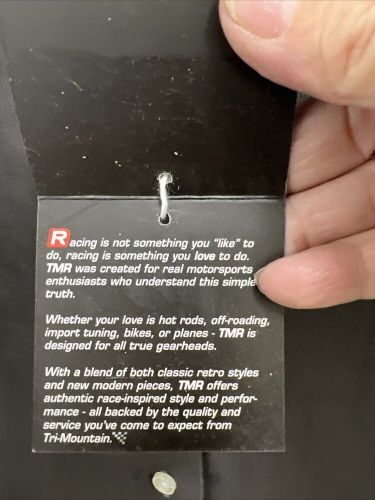 Racing is not something you "like" to
do, racing is something you love to do.
TMR was created for real motorsports
enthusiasts who understand this simple
truth.
Whether your love is hot rods, off-roading,
import tuning, bikes, or planes - TMR is
designed for all true gearheads.
With a blend of both classic retro styles
and new modern pieces, TMR offers
authentic race-inspired style and perfor-
mance - all backed by the quality and
service you've come to expect from
Tri-Mountain.